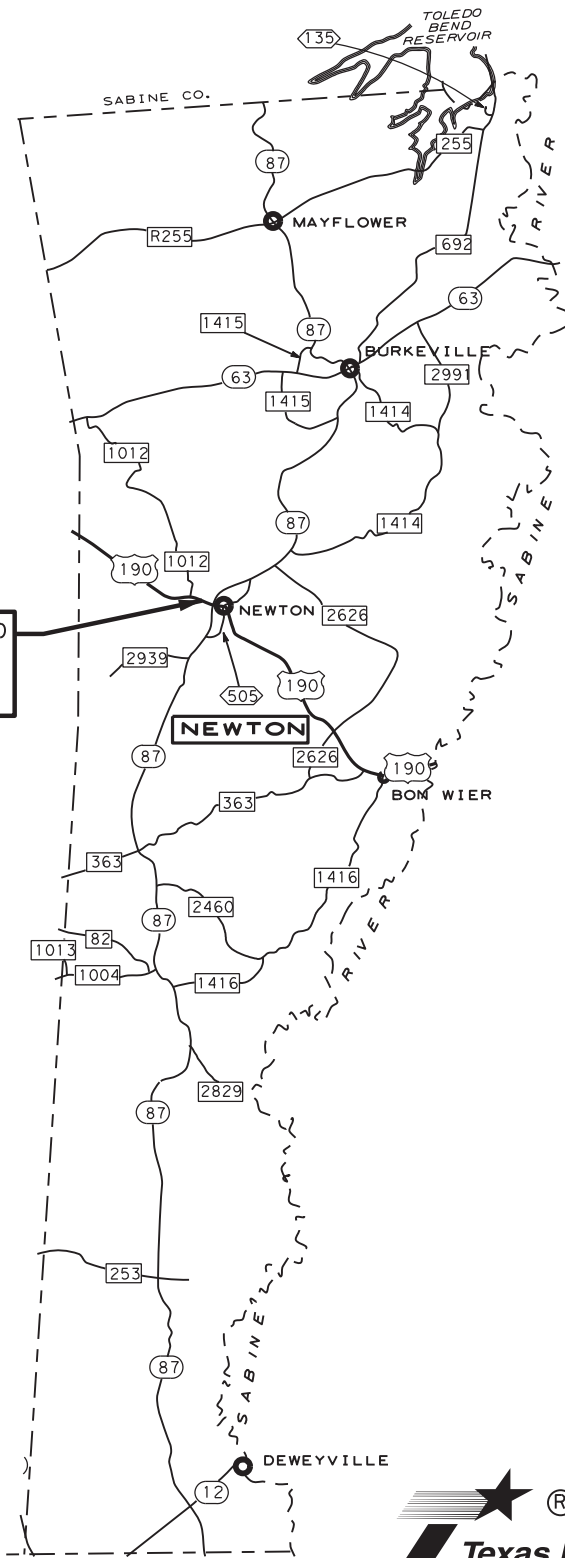 TOLEDO
BEND
RESERVOIR
135
SABINE CO.
87
255
RIVER
MAYFLOWER
R255
692
63
1415
87
BURKEVILLE
63
2991
1415
1414
1012
SABINE
87
1414
190
1012
NEWTON
2626
2939
505
190
NEWTON
87
2626
190
BON WIER
363
363
1416
2460
87
82
RIVER
1013
1004
1416
2829
87
253
87
SABINE
DEWEYVILLE
12
®